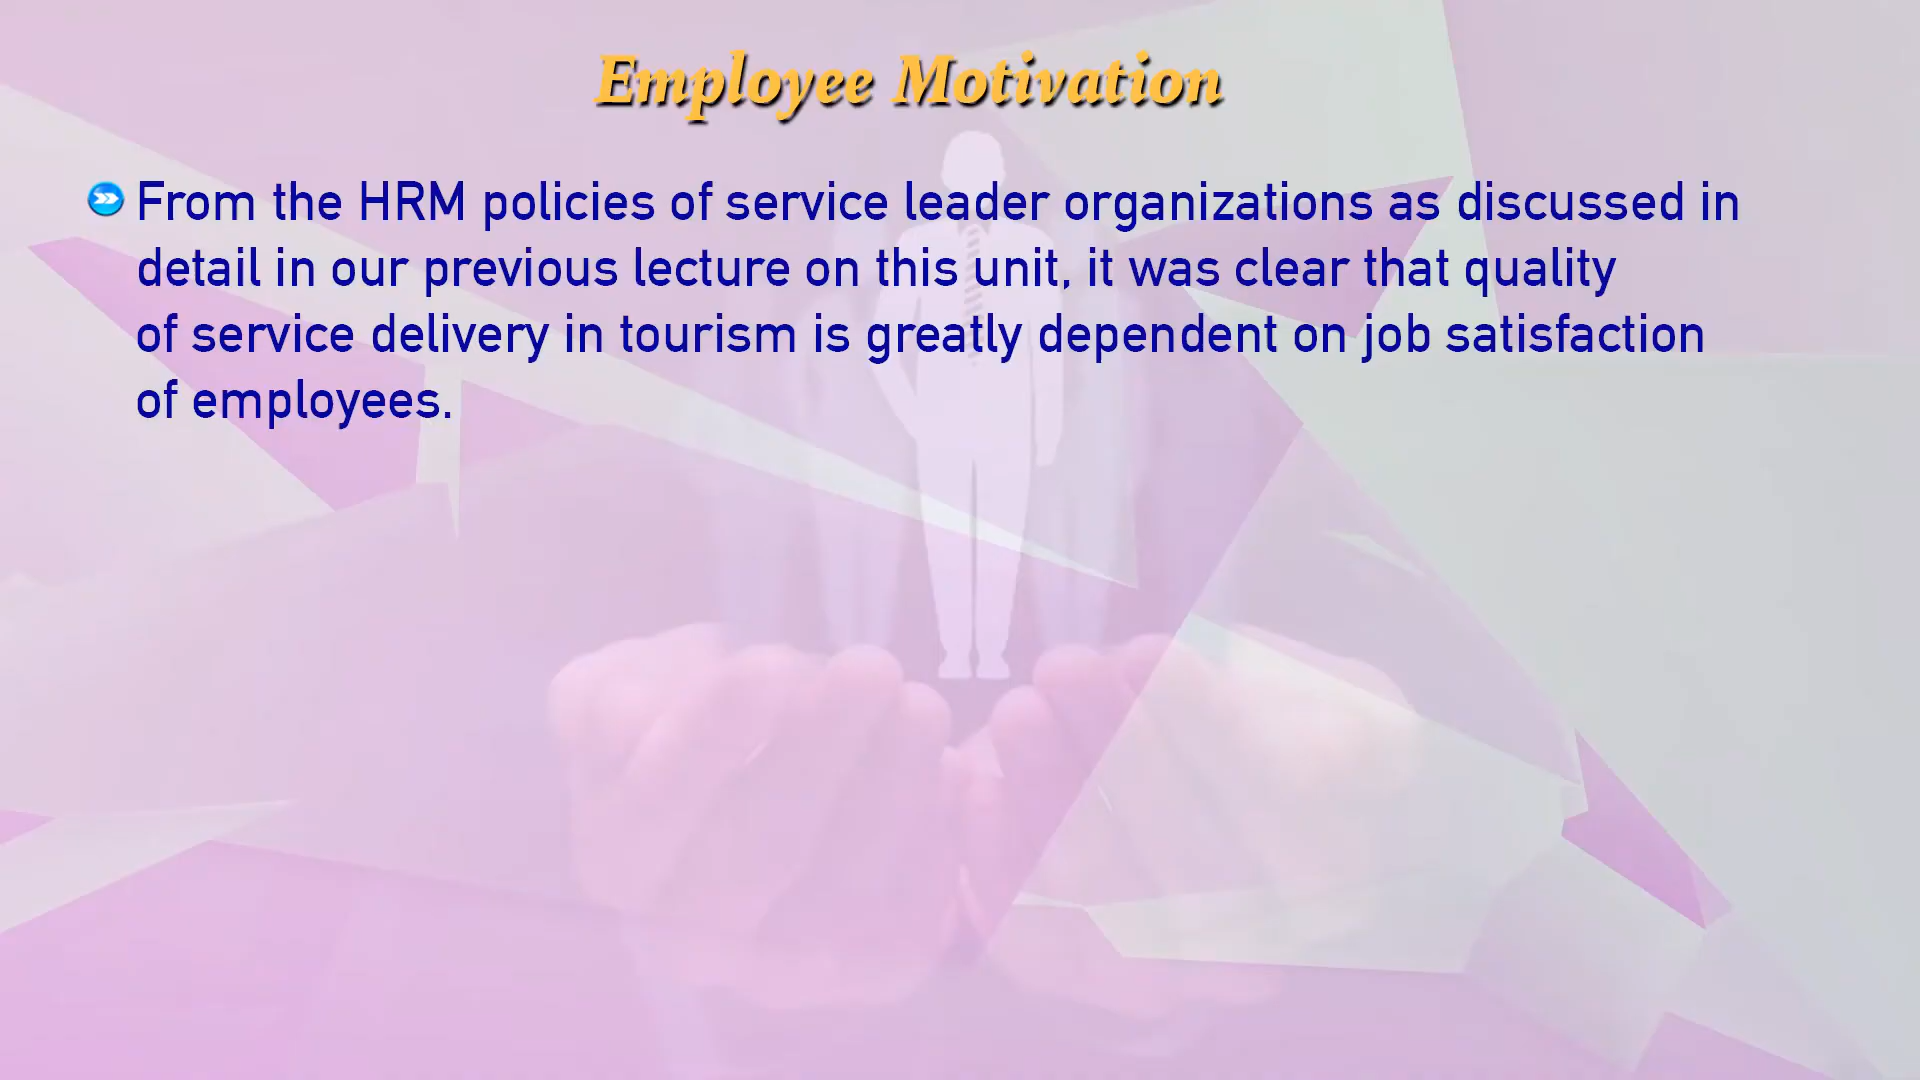 Employee Motivation
From the HRM policies of service leader organizations as discussed in
detail in our previous lecture on this unit, it was clear that quality
of service delivery in tourism is greatly dependent on job satisfaction
of employees.